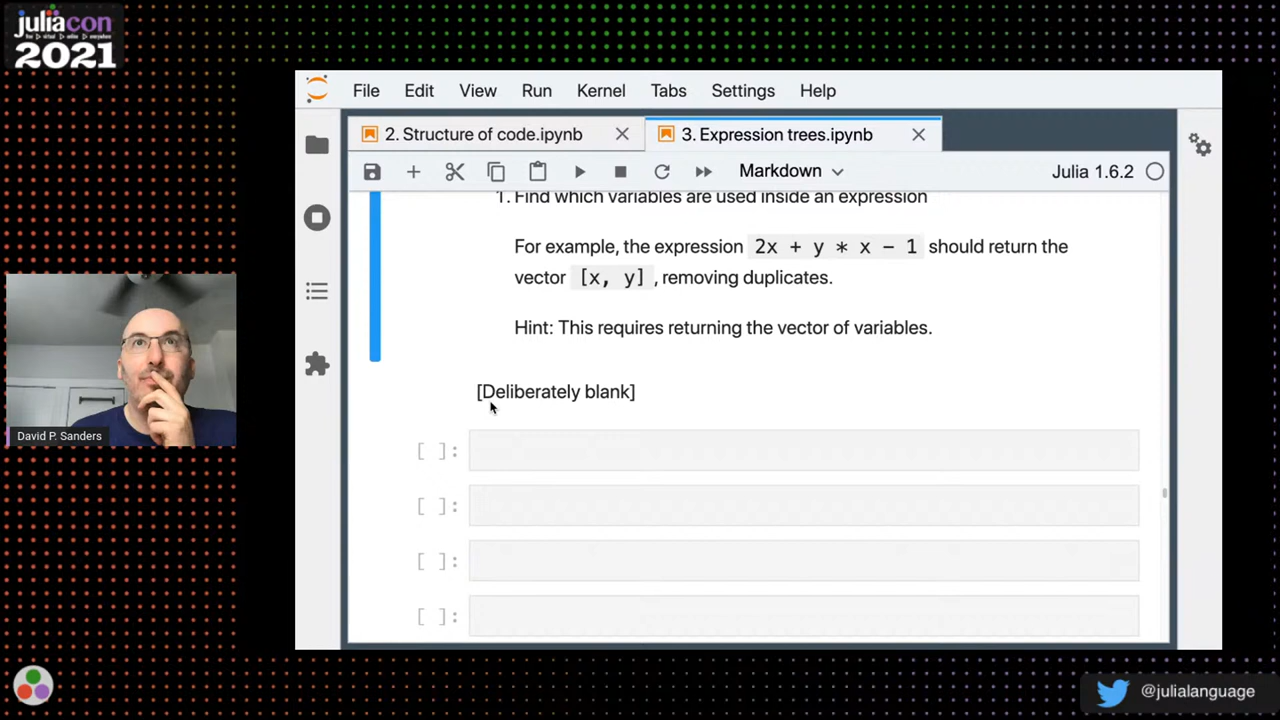 juliacon
2021
File Edit View Run Kernel Tabs Settings Help
2. Structure of code.ipynb
3. Expression trees.ipynb
Markdown
Julia 1.6.2
1. Find which variables are used inside an expression
For example, the expression 2x + y * x - 1 should return the
vector [x, y] , removing duplicates.
Hint: This requires returning the vector of variables.
[Deliberately blank]
[ ]:
[ ]:
[ ]:
[ ]:
David P. Sanders
@julialanguage